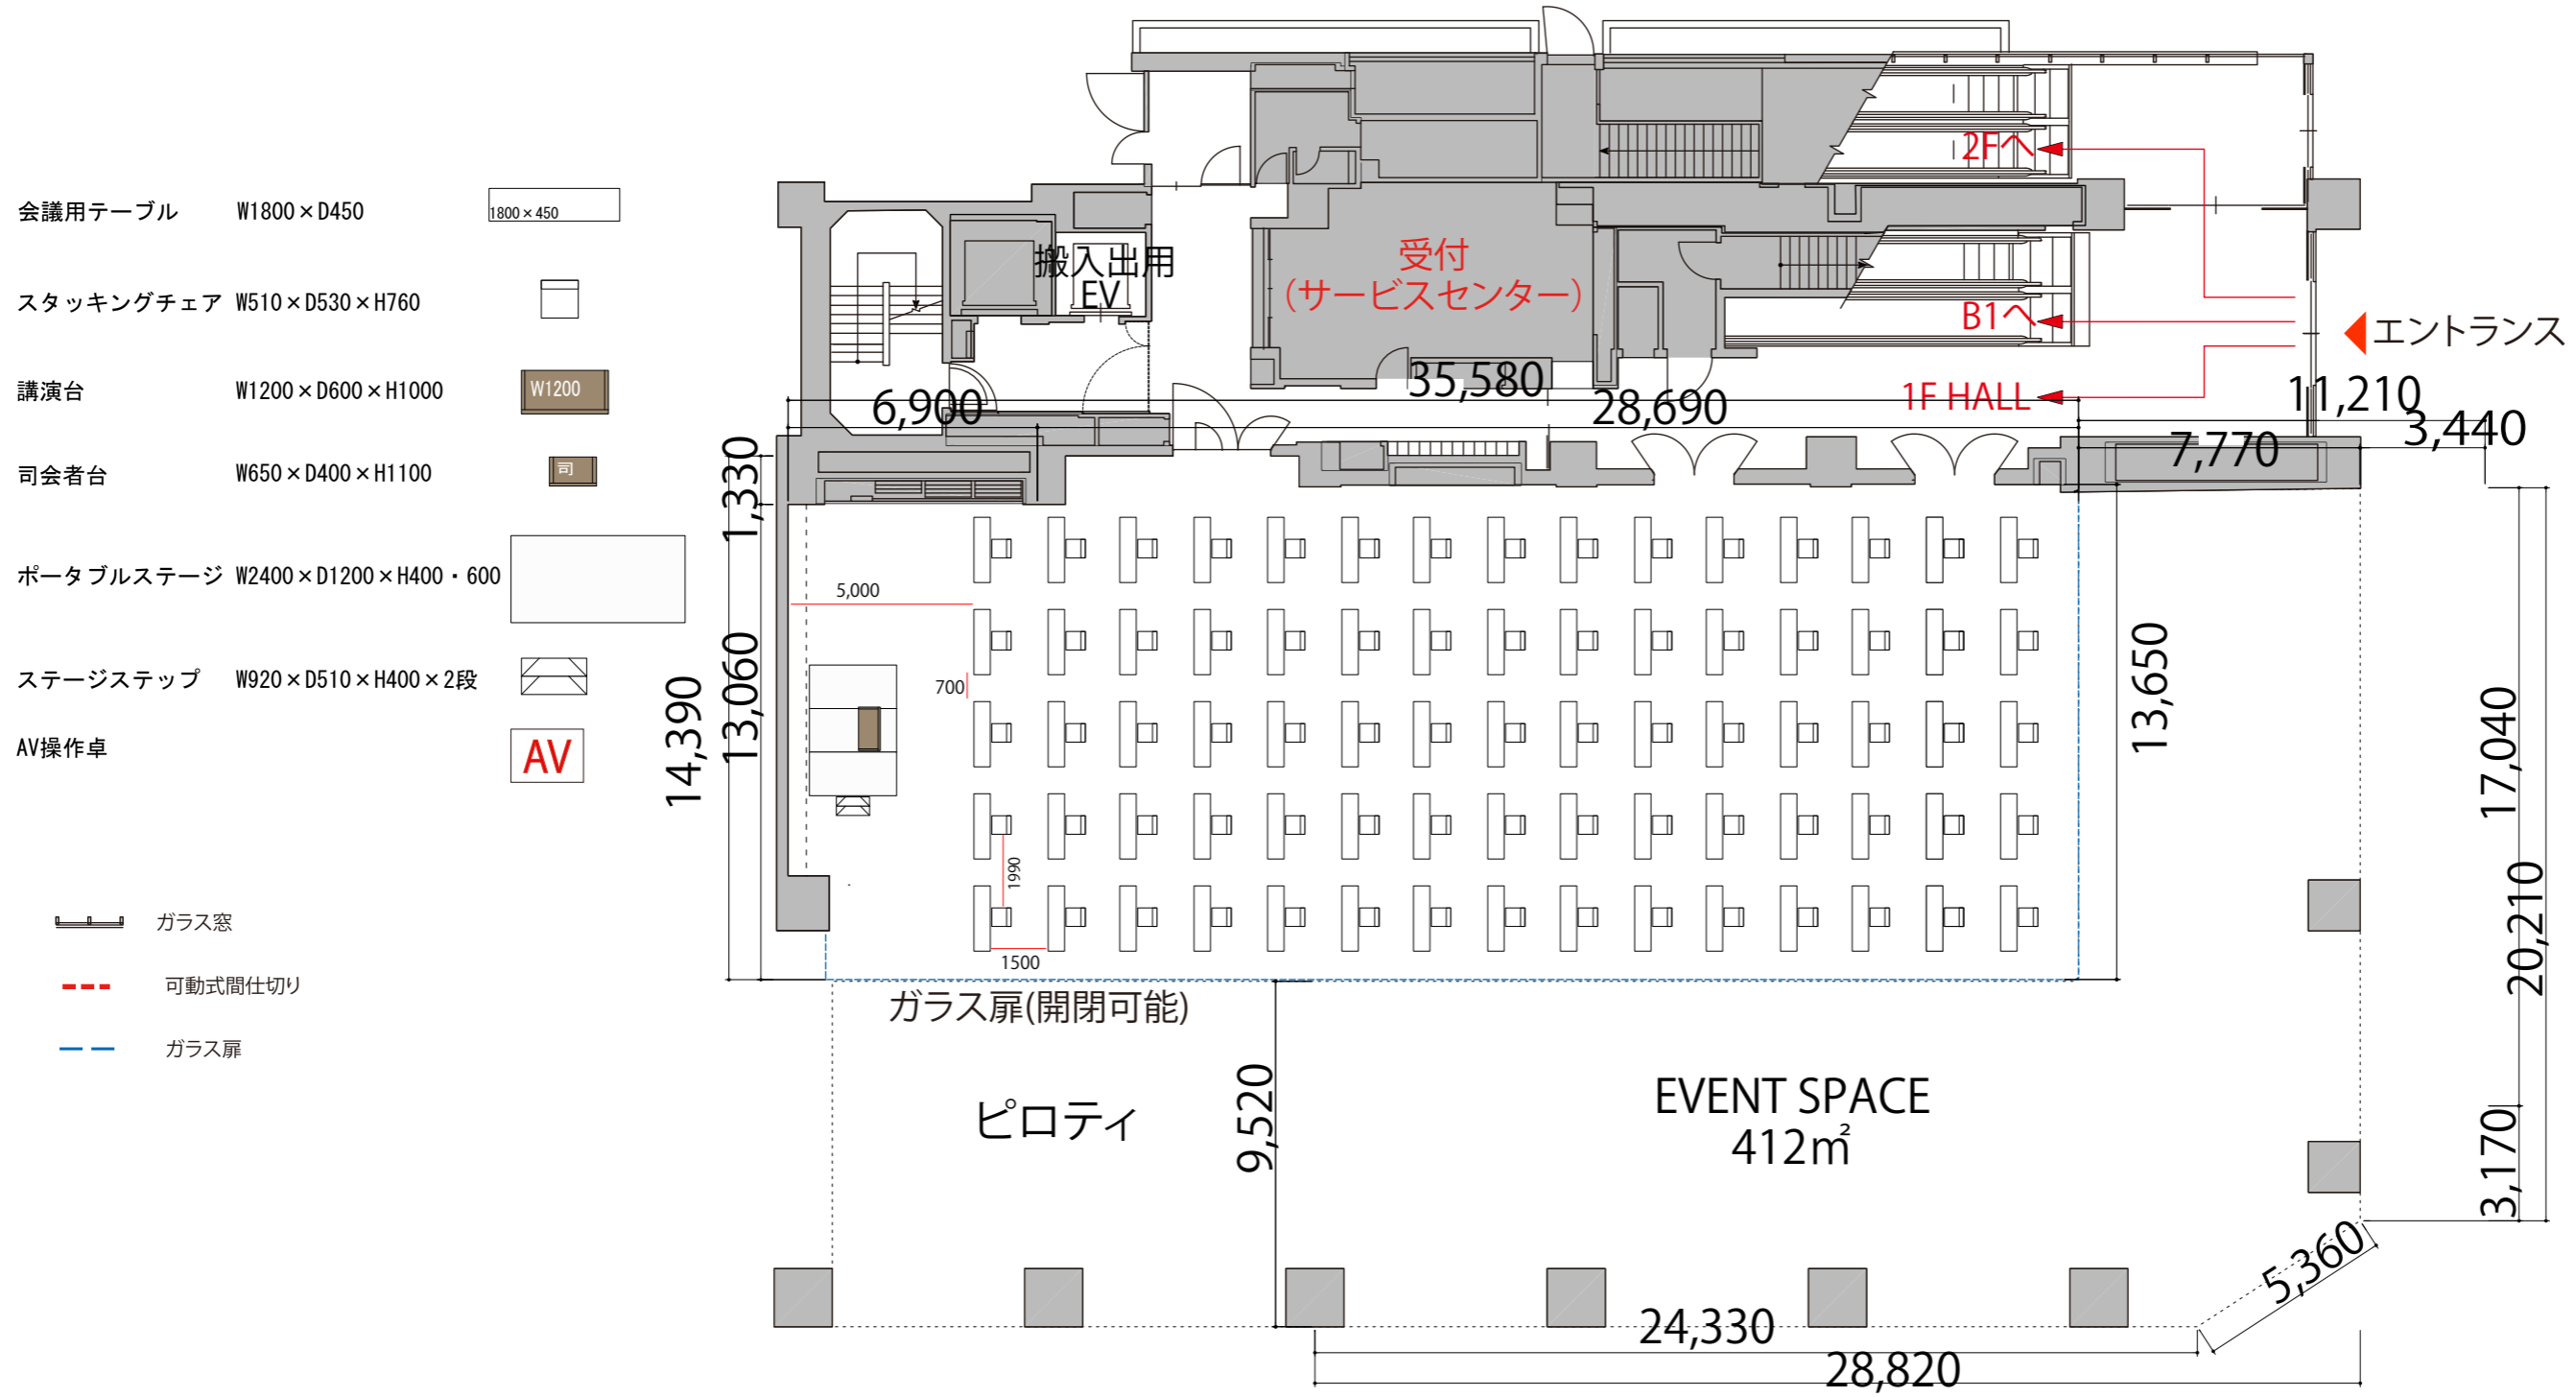 会議用テーブル W1800×D450 1800×450
スタッキングチェア W510×D530×H760
講演台 W1200×D600×H1000 W1200
司会者台 W650×D400×H1100 司
ポータブルステージ W2400×D1200×H400・600
ステージステップ W920×D510×H400×2段
AV操作卓 AV
ガラス窓
可動式間仕切り
ガラス扉
2Fへ
搬入出用
EV
受付
(サービスセンター)
B1へ
エントランス
1F HALL
35,580
6,900
28,690
11,210
3,440
7,770
1,330
14,390
13,060
5,000
700
1990
1500
13,650
17,040
20,210
3,170
5,360
ガラス扉(開閉可能)
ピロティ
9,520
EVENT SPACE
412㎡
24,330
28,820